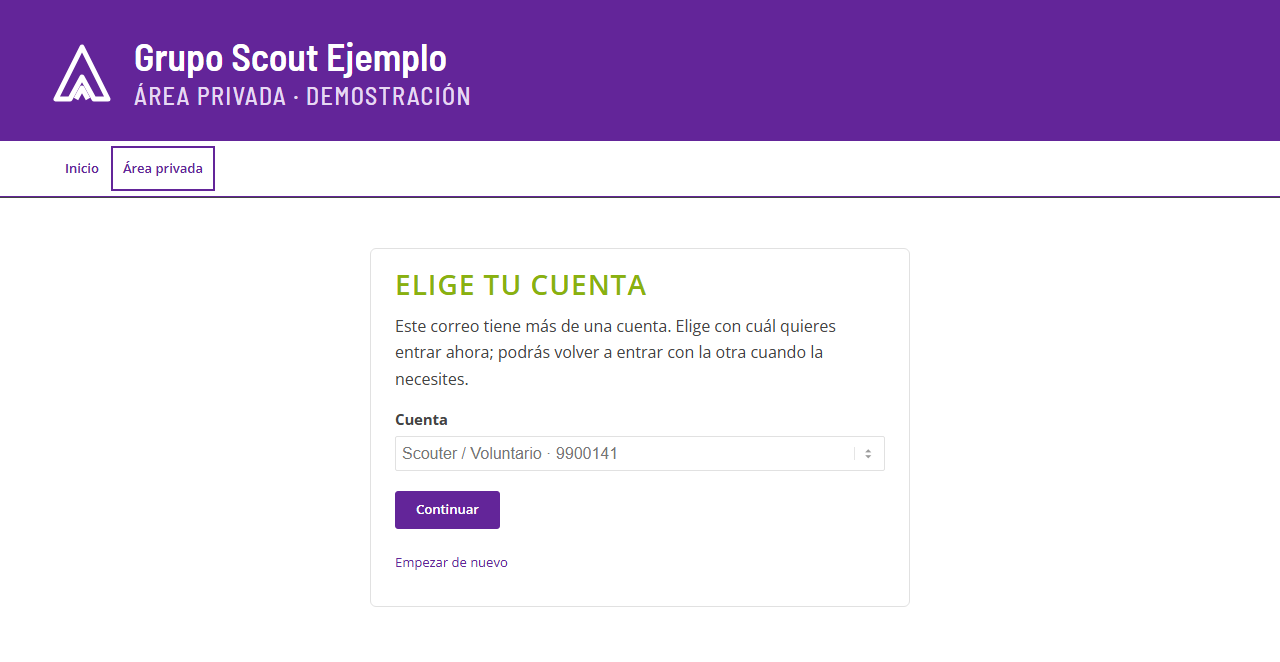 Grupo Scout Ejemplo
ÁREA PRIVADA · DEMOSTRACIÓN
Inicio
Área privada
ELIGE TU CUENTA
Este correo tiene más de una cuenta. Elige con cuál quieres
entrar ahora; podrás volver a entrar con la otra cuando la
necesites.
Cuenta
Scouter / Voluntario · 9900141
Continuar
Empezar de nuevo